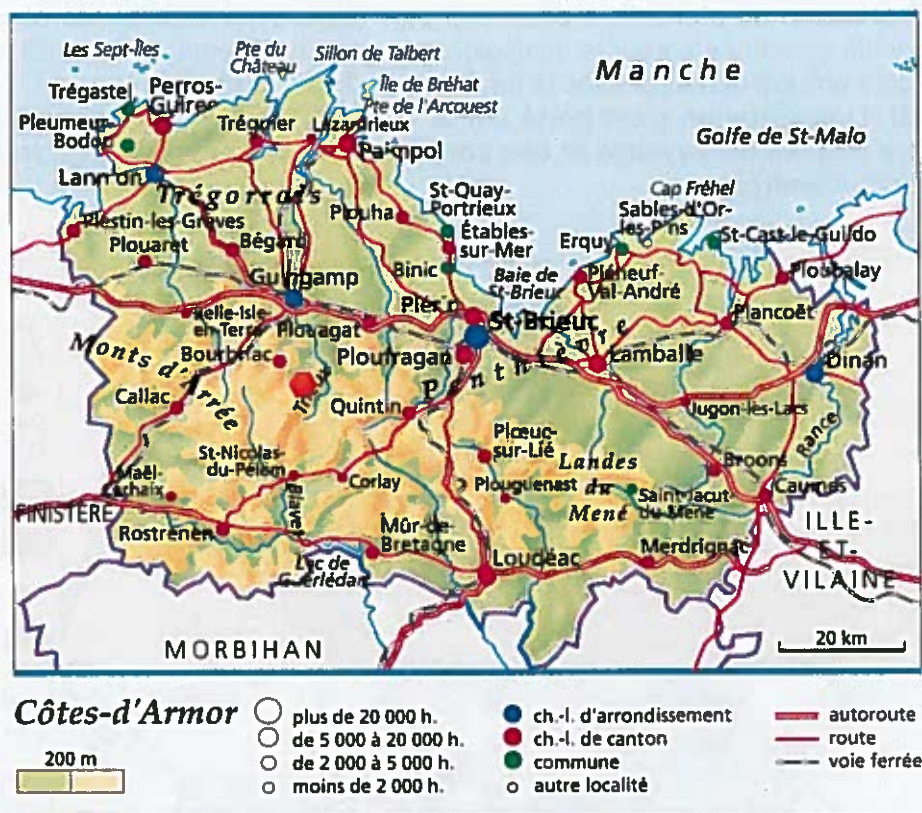 Les Sept-Îles
Pte du
Château
Sillon de Talbert
Manche
Île de Bréhat
Pte de l'Arcouest
Trégastel
Perros-
Guirec
Pleumeur-
Bodou
Tréguier
Lézardrieux
Paimpol
Golfe de St-Malo
Lannion
Trégorrois
St-Quay-
Portrieux
Cap Fréhel
Sables-d'Or-
les-Pins
Plestin-les-Grèves
Plouha
Étables-
sur-Mer
Erquy
St-Cast-le-Guildo
Plouaret
Bégard
Binic
Baie de
St-Brieuc
Pléneuf-
Val-André
Ploubalay
Guingamp
Plérin
St-Brieuc
Plancoët
Belle-Isle-
en-Terre
Plouagat
Monts d'Arrée
Bourbriac
Ploufragan
Penthièvre
Lamballe
Dinan
Trieux
Callac
Quintin
Jugon-les-Lacs
Rance
Plœuc-
sur-Lié
St-Nicolas-
du-Pélem
Landes
du
Mené
Broons
Maël-
Carhaix
Corlay
Plouguenast
Saint-Jacut-
du-Mené
Caulnes
FINISTÈRE
Blavet
Rostrenen
Mûr-de-
Bretagne
ILLE-
ET-
VILAINE
Lac de
Guerlédan
Loudéac
Merdrignac
MORBIHAN
20 km
Côtes-d'Armor
200 m
plus de 20 000 h.
de 5 000 à 20 000 h.
de 2 000 à 5 000 h.
moins de 2 000 h.
ch.-l. d'arrondissement
ch.-l. de canton
commune
autre localité
autoroute
route
voie ferrée